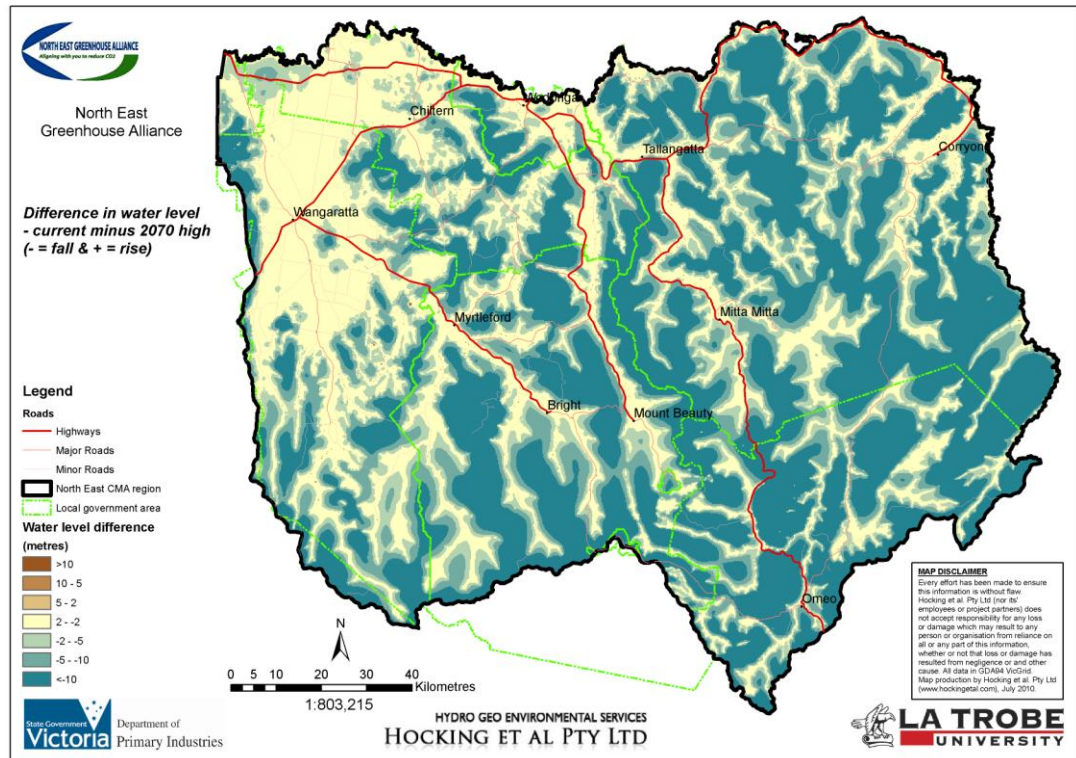 NORTH EAST GREENHOUSE ALLIANCE
Aligning with you to reduce CO2
North East
Greenhouse Alliance
Difference in water level
- current minus 2070 high
(- = fall & + = rise)
Legend
Roads
Highways
Major Roads
Minor Roads
North East CMA region
Local government area
Water level difference
(metres)
>10
10 - 5
5 - 2
2 - -2
-2 - -5
-5 - -10
<-10
Chiltern
Wodonga
Tallangatta
Corryong
Wangaratta
Myrtleford
Mitta Mitta
Bright
Mount Beauty
Omeo
N
0 5 10 20 30 40
Kilometres
1:803,215
MAP DISCLAIMER
Every effort has been made to ensure
this information is without flaw.
Hocking et al. Pty Ltd (nor its'
employees or project partners) does
not accept responsibility for any loss
or damage which may result to any
person or organisation from reliance on
all or any part of this information,
whether or not that loss or damage has
resulted from negligence or and other
cause. All data in GDA94 VicGrid.
Map production by Hocking et al. Pty Ltd
(www.hockingetal.com), July 2010.
State Government
Victoria
Department of
Primary Industries
HYDRO GEO ENVIRONMENTAL SERVICES
HOCKING ET AL PTY LTD
LA TROBE
UNIVERSITY